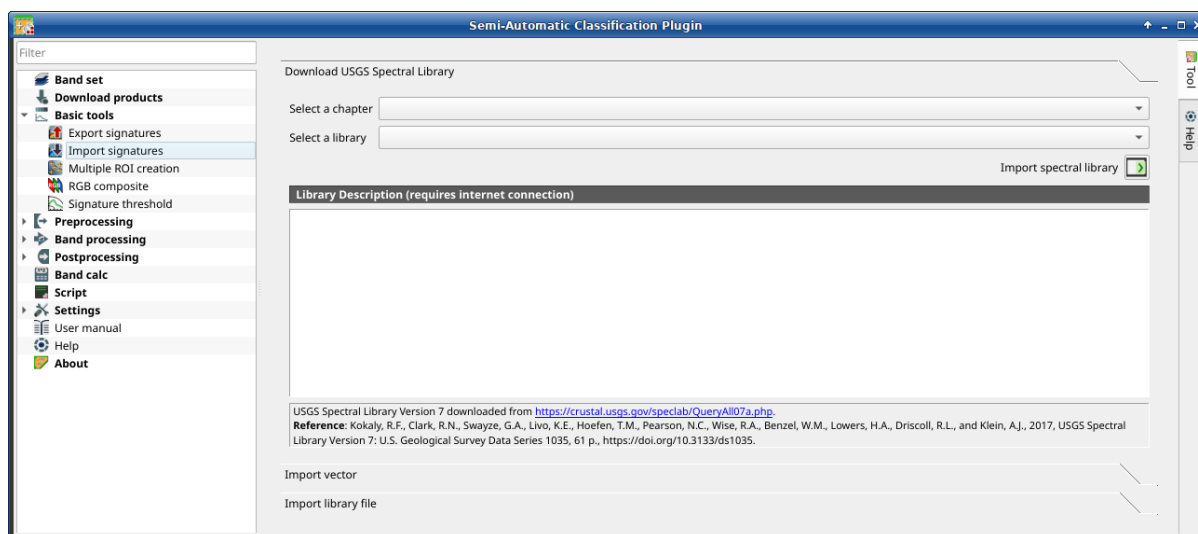 Semi-Automatic Classification Plugin
Filter
Band set
Download products
Basic tools
Export signatures
Import signatures
Multiple ROI creation
RGB composite
Signature threshold
Preprocessing
Band processing
Postprocessing
Band calc
Script
Settings
User manual
Help
About
Download USGS Spectral Library
Select a chapter
Select a library
Import spectral library
Library Description (requires internet connection)
USGS Spectral Library Version 7 downloaded from https://crustal.usgs.gov/speclab/QueryAll07a.php.
Reference: Kokaly, R.F., Clark, R.N., Swayze, G.A., Livo, K.E., Hoefen, T.M., Pearson, N.C., Wise, R.A., Benzel, W.M., Lowers, H.A., Driscoll, R.L., and Klein, A.J., 2017, USGS Spectral
Library Version 7: U.S. Geological Survey Data Series 1035, 61 p., https://doi.org/10.3133/ds1035.
Import vector
Import library file
Tool
Help